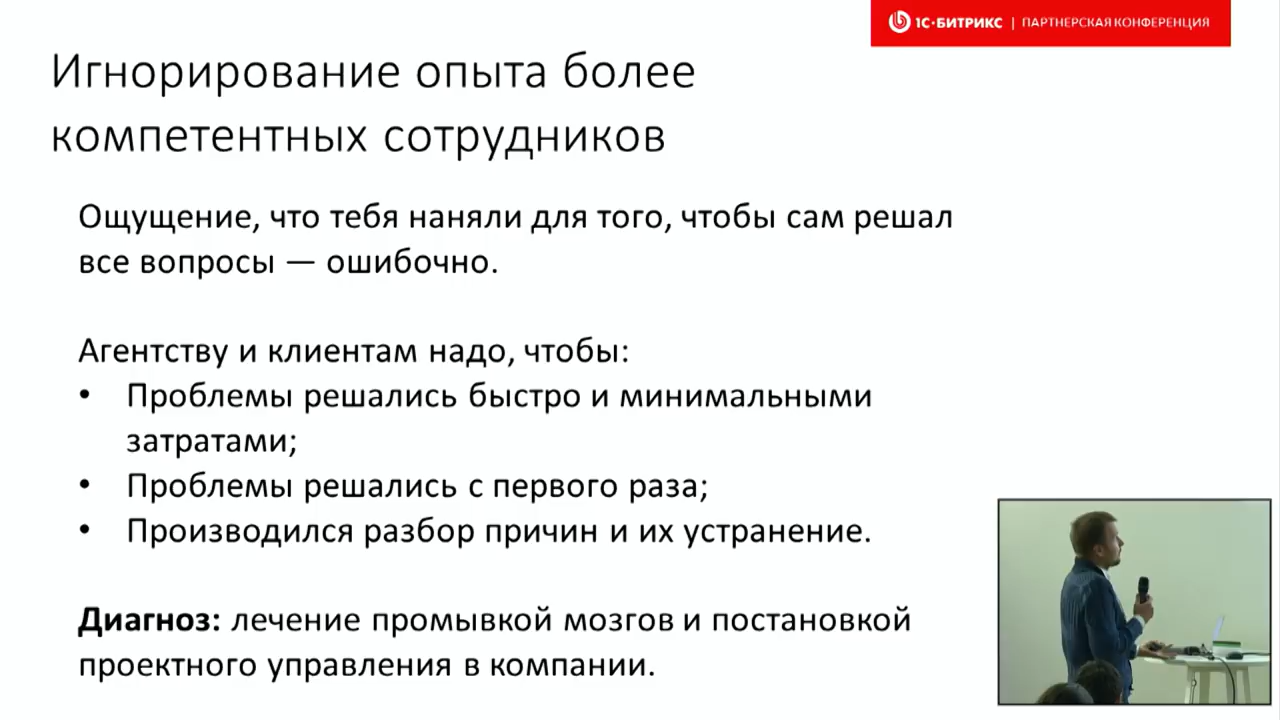 1С·БИТРИКС | ПАРТНЕРСКАЯ КОНФЕРЕНЦИЯ
Игнорирование опыта более
компетентных сотрудников
Ощущение, что тебя наняли для того, чтобы сам решал
все вопросы — ошибочно.
Агентству и клиентам надо, чтобы:
• Проблемы решались быстро и минимальными
затратами;
• Проблемы решались с первого раза;
• Производился разбор причин и их устранение.
Диагноз: лечение промывкой мозгов и постановкой
проектного управления в компании.